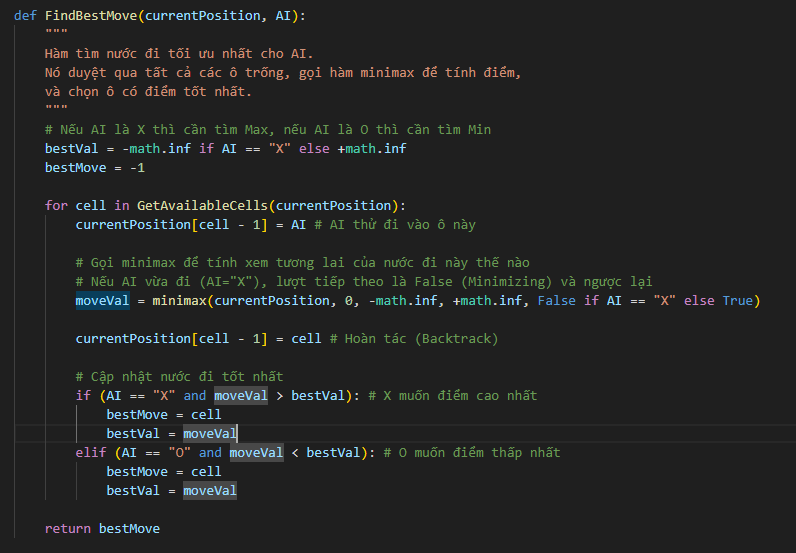 def FindBestMove(currentPosition, AI):
"""
Hàm tìm nước đi tối ưu nhất cho AI.
Nó duyệt qua tất cả các ô trống, gọi hàm minimax để tính điểm,
và chọn ô có điểm tốt nhất.
"""
# Nếu AI là X thì cần tìm Max, nếu AI là O thì cần tìm Min
bestVal = -math.inf if AI == "X" else +math.inf
bestMove = -1
for cell in GetAvailableCells(currentPosition):
currentPosition[cell - 1] = AI # AI thử đi vào ô này
# Gọi minimax để tính xem tương lai của nước đi này thế nào
# Nếu AI vừa đi (AI="X"), lượt tiếp theo là False (Minimizing) và ngược lại
moveVal = minimax(currentPosition, 0, -math.inf, +math.inf, False if AI == "X" else True)
currentPosition[cell - 1] = cell # Hoàn tác (Backtrack)
# Cập nhật nước đi tốt nhất
if (AI == "X" and moveVal > bestVal): # X muốn điểm cao nhất
bestMove = cell
bestVal = moveVal
elif (AI == "O" and moveVal < bestVal): # O muốn điểm thấp nhất
bestMove = cell
bestVal = moveVal
return bestMove